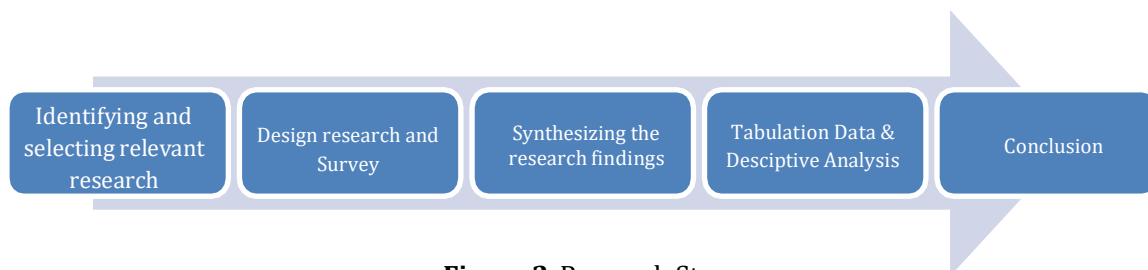 Identifying and
selecting relevant
research
Design research and
Survey
Synthesizing the
research findings
Tabulation Data &
Desciptive Analysis
Conclusion